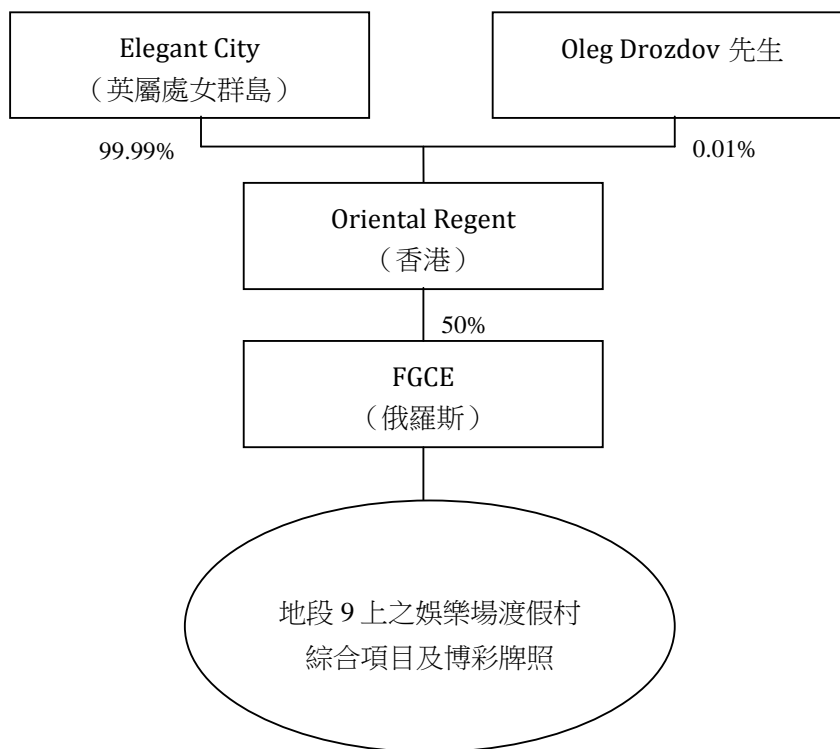 Elegant City
（英屬處女群島）
Oleg Drozdov 先生
99.99%
0.01%
Oriental Regent
（香港）
50%
FGCE
（俄羅斯）
地段 9 上之娛樂場渡假村
綜合項目及博彩牌照